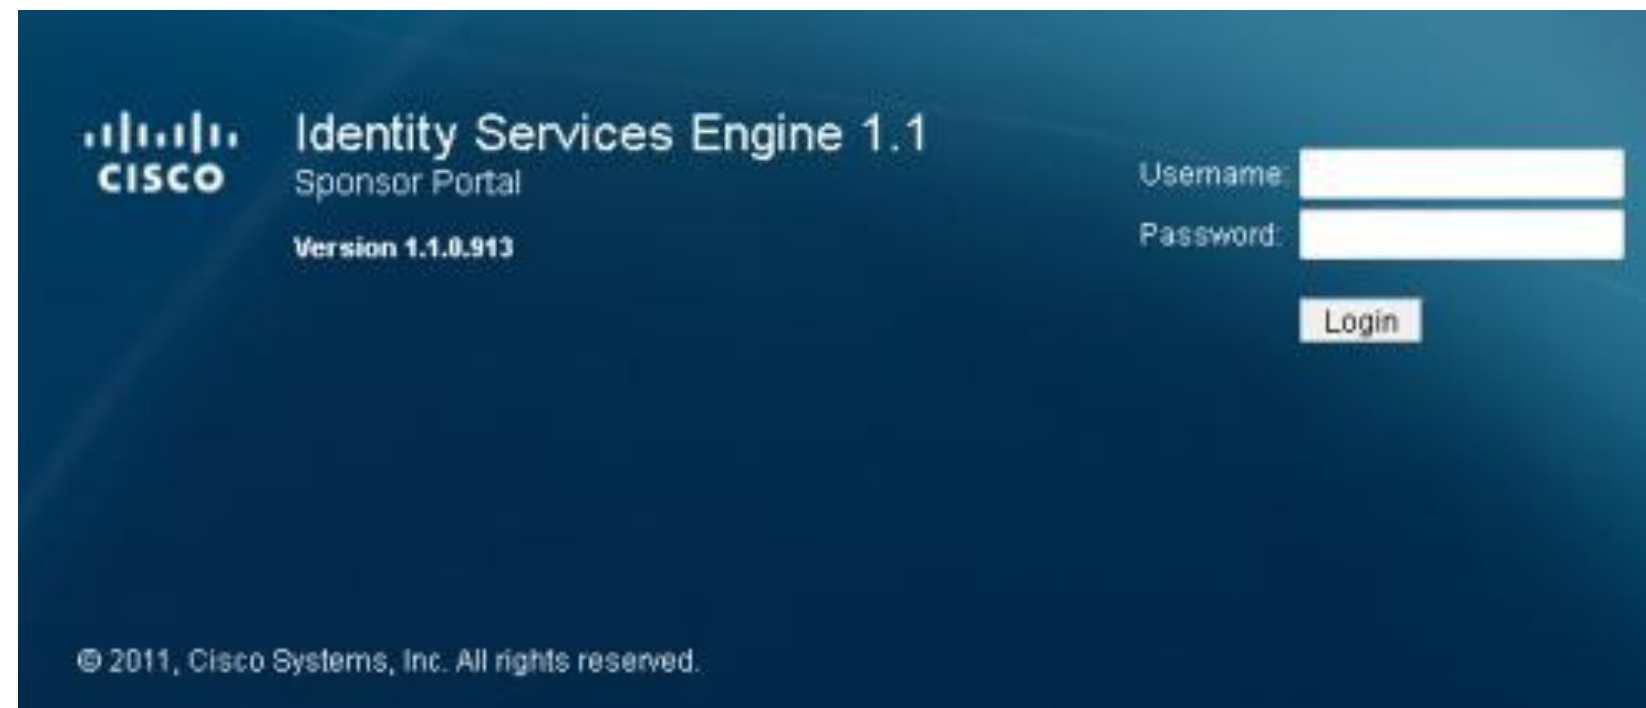 CISCO
Identity Services Engine 1.1
Sponsor Portal
Version 1.1.0.913
Username:
Password:
Login
© 2011, Cisco Systems, Inc. All rights reserved.